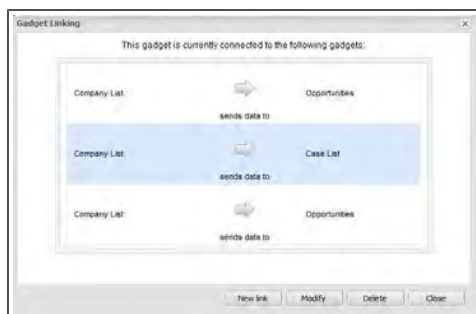 Gadget Linking
This gadget is currently connected to the following gadgets:
Company List Opportunities
sends data to
Company List Case List
sends data to
Company List Opportunities
sends data to
New link Modify Delete Close